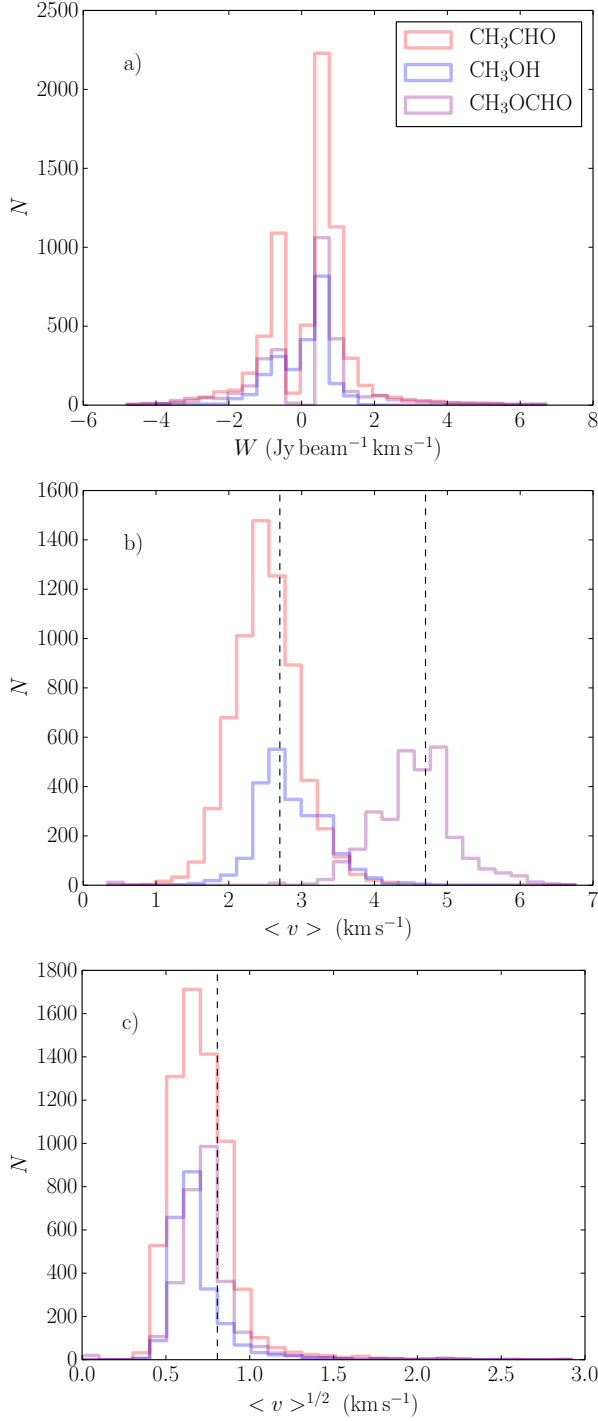 2500
2000
1500
1000
500
0
N
a)
CH₃CHO
CH₃OH
CH₃OCHO
−6 −4 −2 0 2 4 6 8
W (Jy beam⁻¹ km s⁻¹)
1600
1400
1200
1000
800
600
400
200
0
N
b)
0 1 2 3 4 5 6 7
< v > (km s⁻¹)
1800
1600
1400
1200
1000
800
600
400
200
0
N
c)
0.0 0.5 1.0 1.5 2.0 2.5 3.0
< v >¹/² (km s⁻¹)